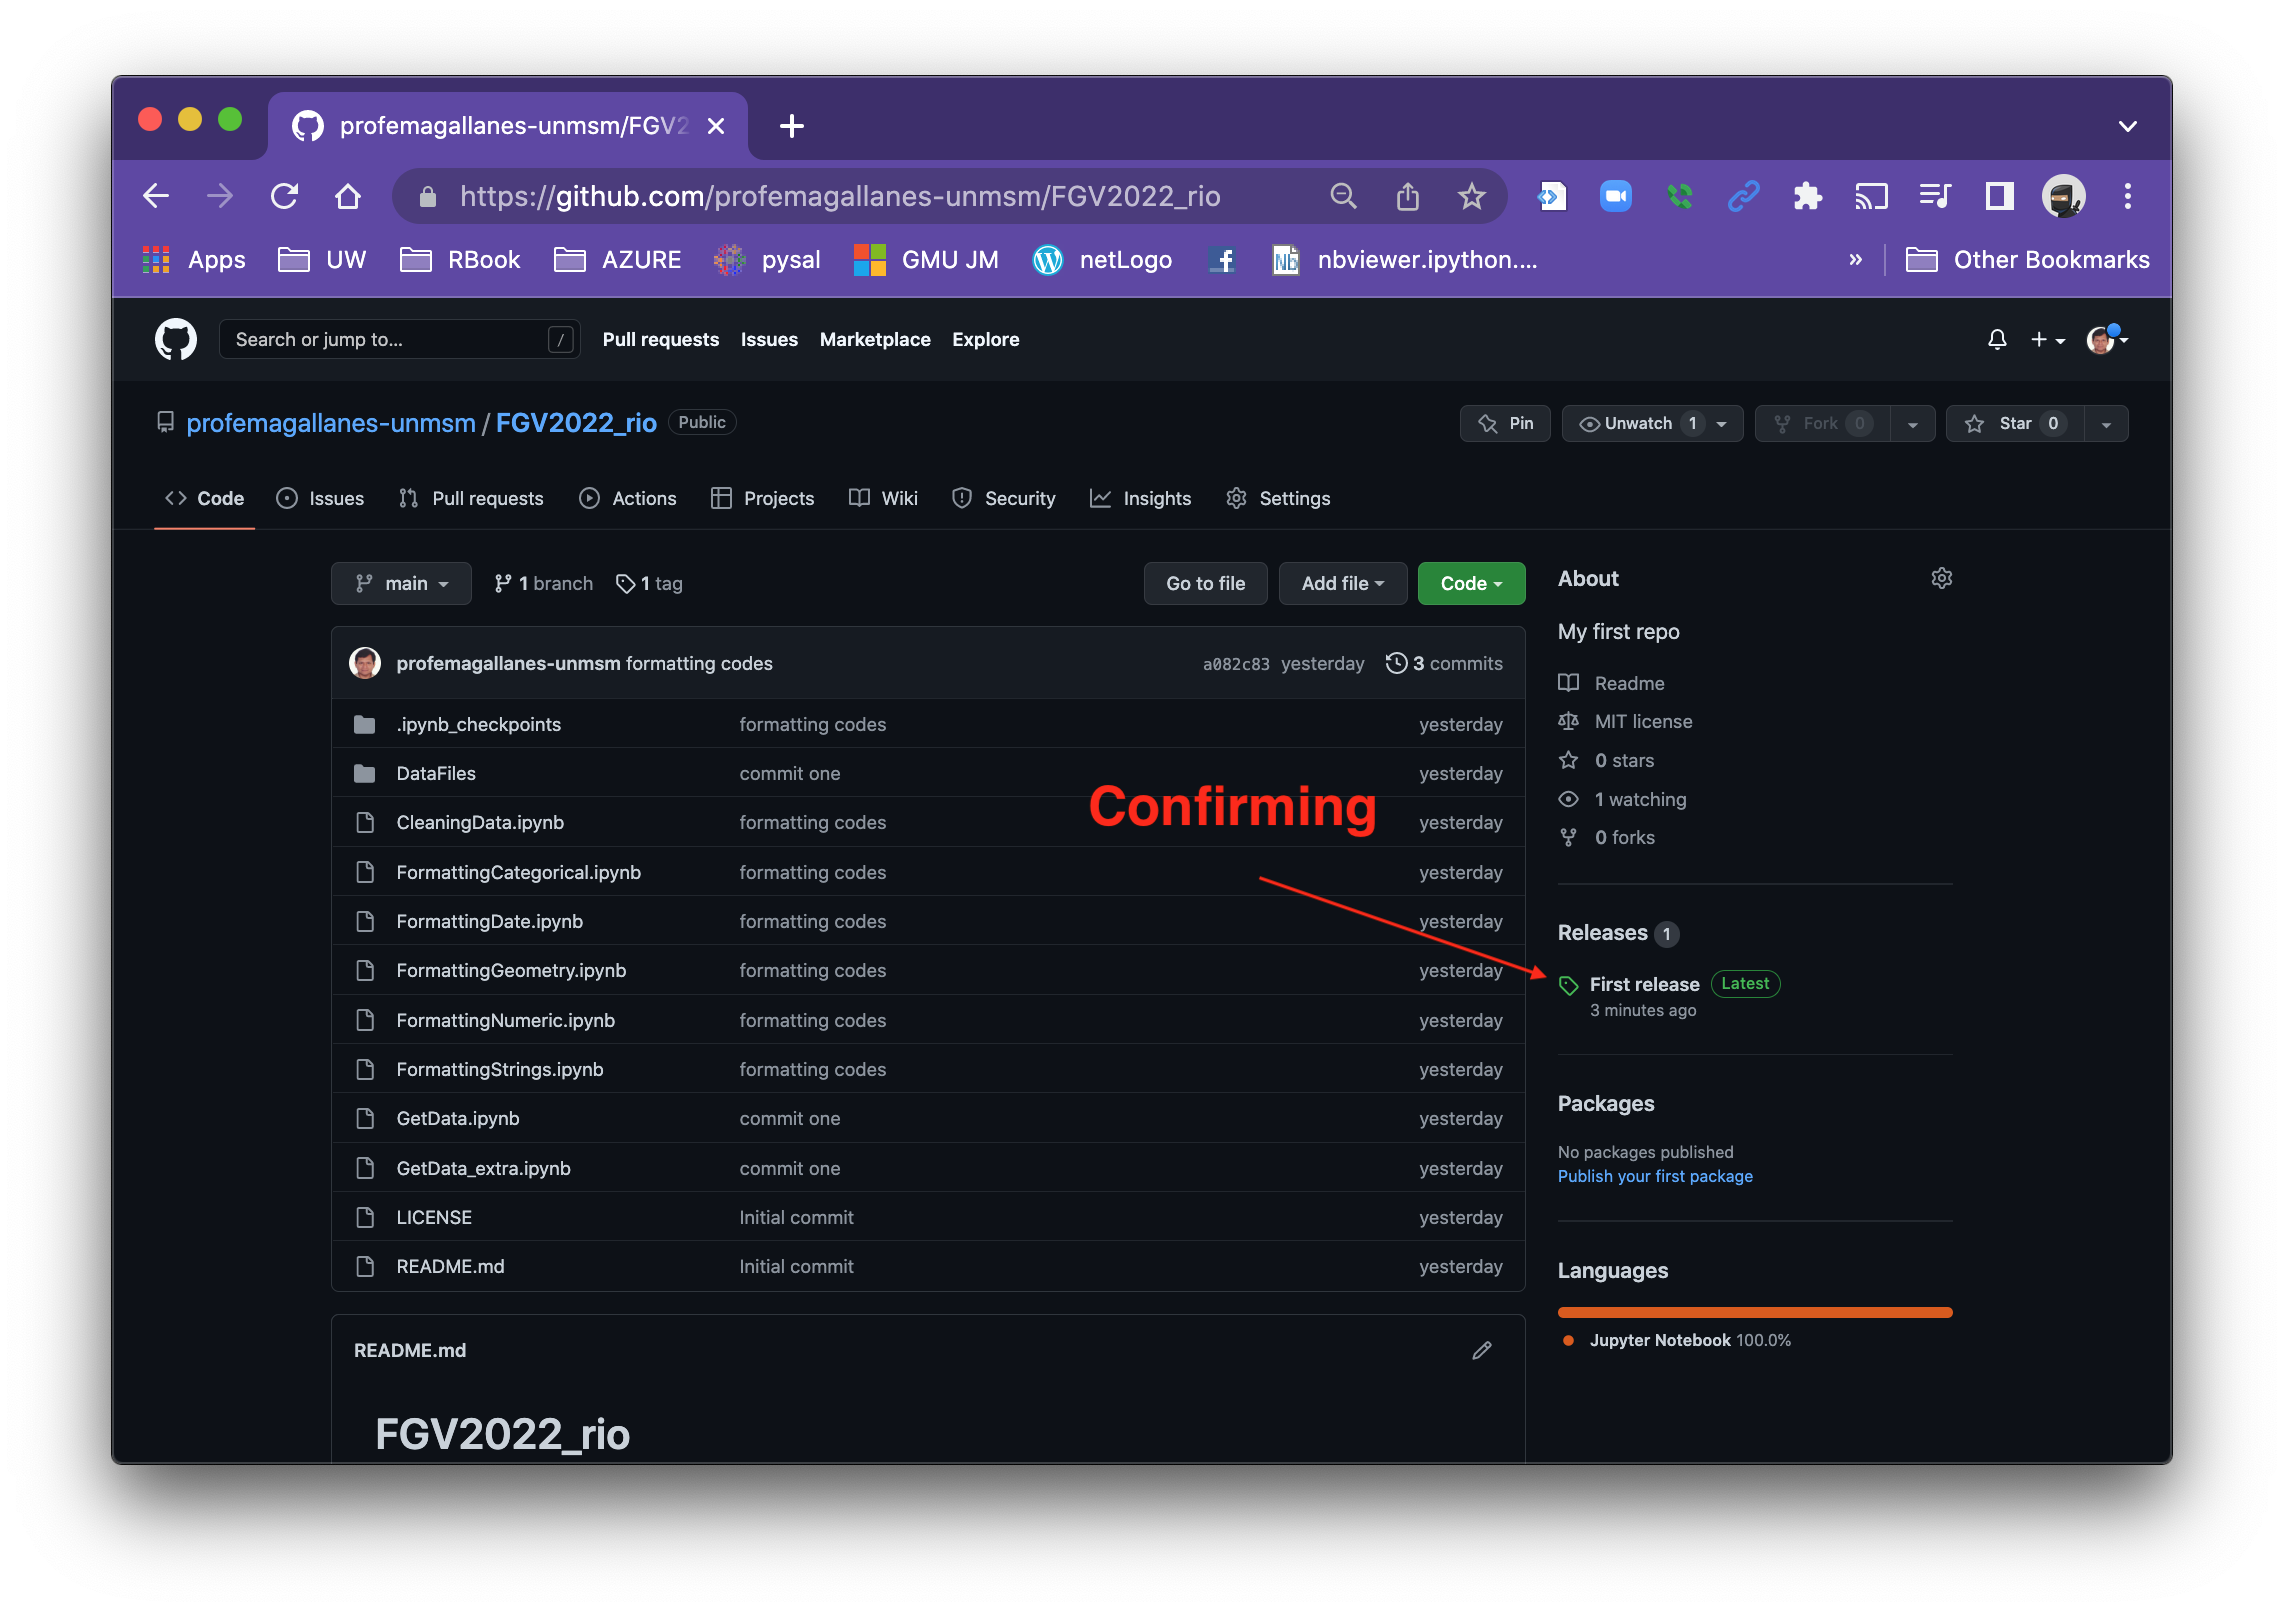 profemagallanes-unmsm/FGV2
https://github.com/profemagallanes-unmsm/FGV2022_rio
Apps UW RBook AZURE pysal GMU JM netLogo nbviewer.ipython.... » Other Bookmarks
Search or jump to... / Pull requests Issues Marketplace Explore
profemagallanes-unmsm / FGV2022_rio Public Pin Unwatch 1 Fork 0 Star 0
Code Issues Pull requests Actions Projects Wiki Security Insights Settings
main 1 branch 1 tag Go to file Add file Code
profemagallanes-unmsm formatting codes a082c83 yesterday 3 commits
.ipynb_checkpoints formatting codes yesterday
DataFiles commit one yesterday
Confirming
CleaningData.ipynb formatting codes yesterday
FormattingCategorical.ipynb formatting codes yesterday
FormattingDate.ipynb formatting codes yesterday
FormattingGeometry.ipynb formatting codes yesterday
FormattingNumeric.ipynb formatting codes yesterday
FormattingStrings.ipynb formatting codes yesterday
GetData.ipynb commit one yesterday
GetData_extra.ipynb commit one yesterday
LICENSE Initial commit yesterday
README.md Initial commit yesterday
README.md
FGV2022_rio
About
My first repo
Readme
MIT license
0 stars
1 watching
0 forks
Releases 1
First release Latest
3 minutes ago
Packages
No packages published
Publish your first package
Languages
Jupyter Notebook 100.0%